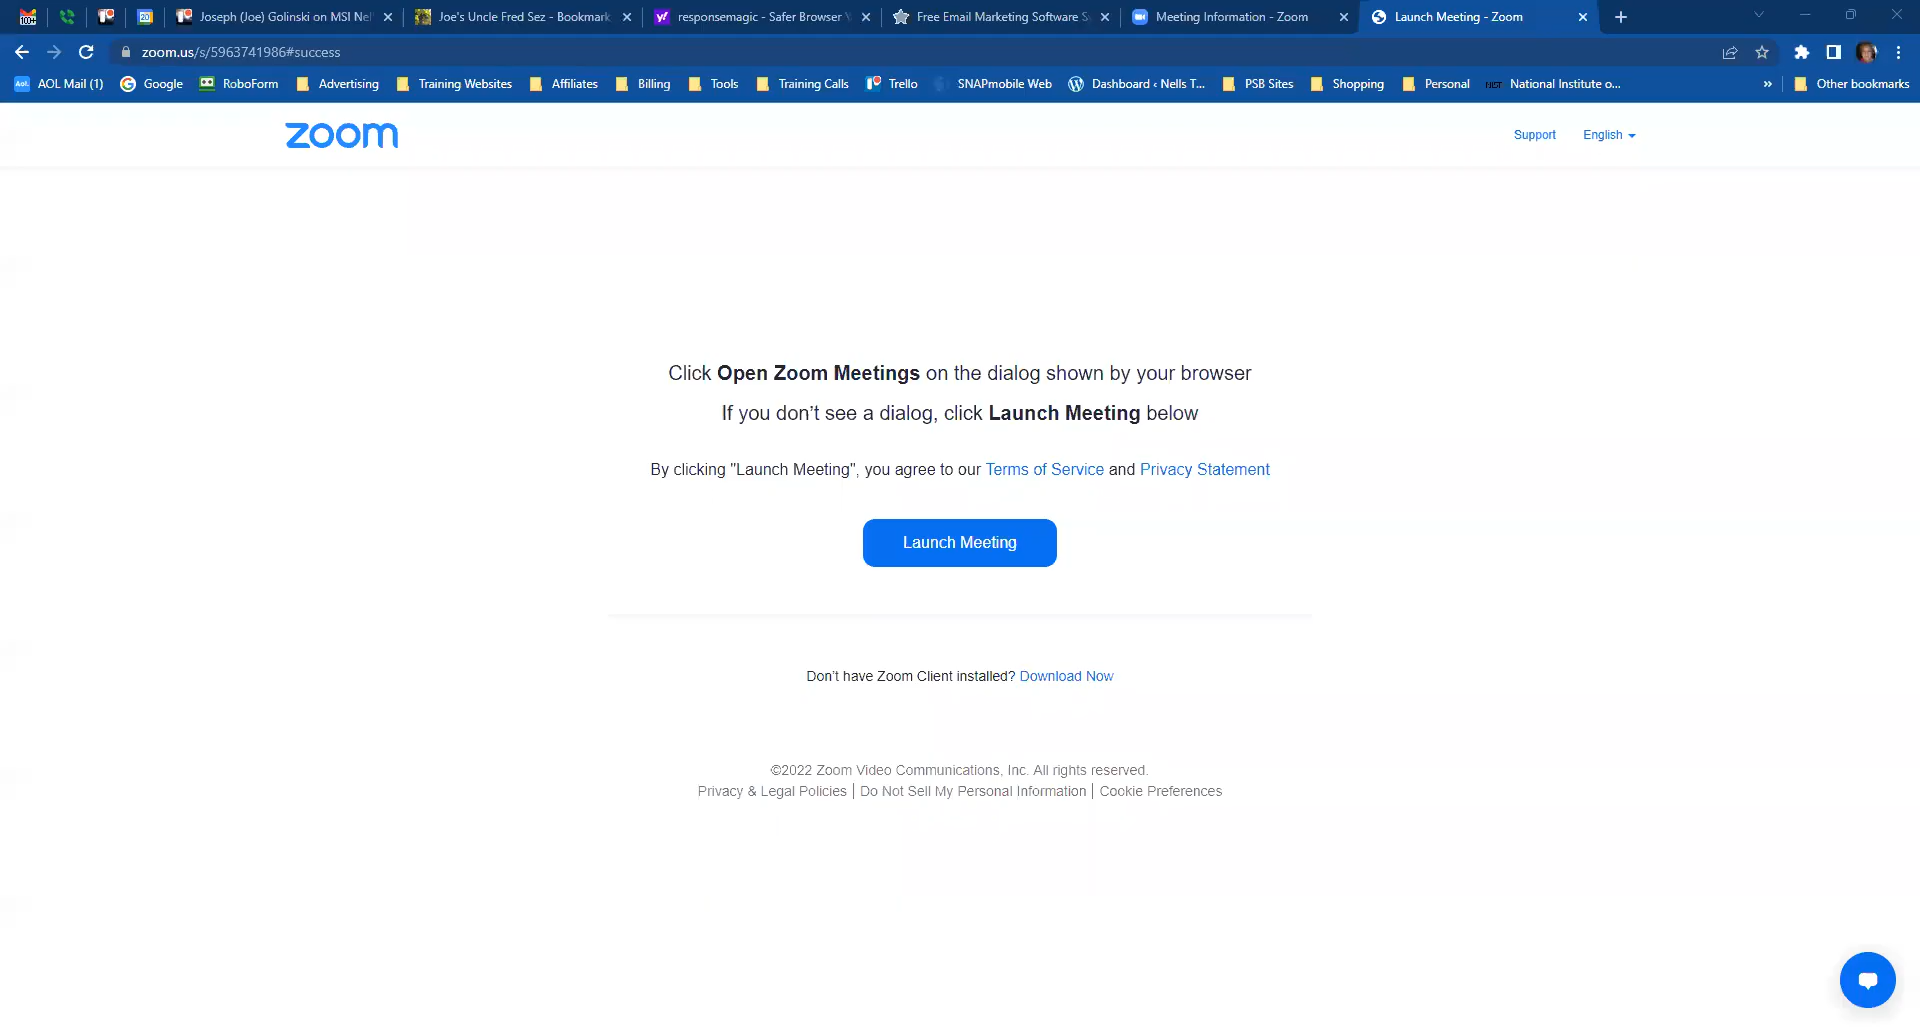 100+
20
Joseph (Joe) Golinski on MSI Nel
Joe's Uncle Fred Sez - Bookmark
responsemagic - Safer Browser
Free Email Marketing Software S
Meeting Information - Zoom
Launch Meeting - Zoom
zoom.us/s/5963741986#success
Aol.
AOL Mail (1)
Google
RoboForm
Advertising
Training Websites
Affiliates
Billing
Tools
Training Calls
Trello
SNAPmobile Web
Dashboard ‹ Nells T...
PSB Sites
Shopping
Personal
NIST
National Institute o...
»
Other bookmarks
zoom
Support
English
Click Open Zoom Meetings on the dialog shown by your browser
If you don’t see a dialog, click Launch Meeting below
By clicking "Launch Meeting", you agree to our Terms of Service and Privacy Statement
Launch Meeting
Don’t have Zoom Client installed? Download Now
©2022 Zoom Video Communications, Inc. All rights reserved.
Privacy & Legal Policies | Do Not Sell My Personal Information | Cookie Preferences